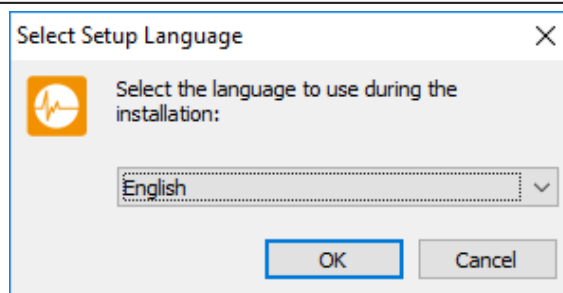 Select Setup Language
Select the language to use during the
installation:
English
OK
Cancel